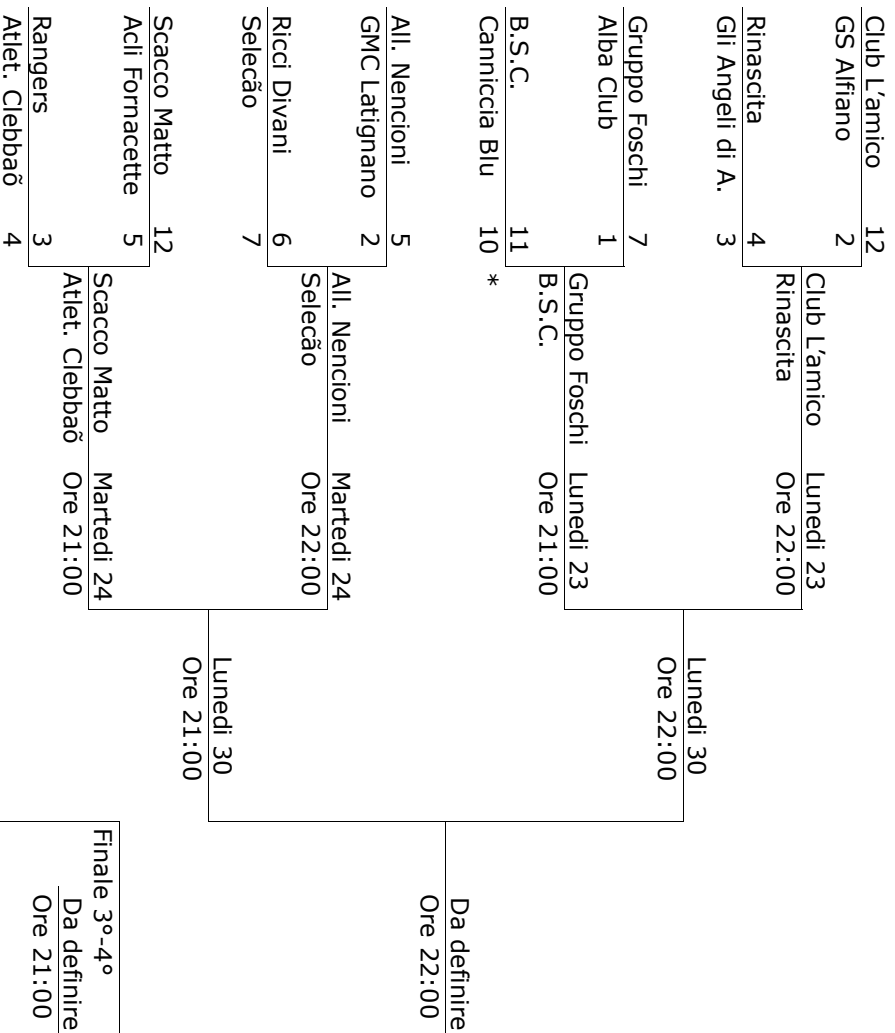 Club L'amico 12
GS Alfiano 2
Rinascita 4
Gli Angeli di A. 3
Gruppo Foschi 7
Alba Club 1
B.S.C. 11
Canniccia Blu 10 *
All. Nencioni 5
GMC Latignano 2
Ricci Divani 6
Selecão 7
Scacco Matto 12
Acli Fornacette 5
Rangers 3
Atlet. Clebbaõ 4
Club L'amico Lunedi 23
Rinascita Ore 22:00
Gruppo Foschi Lunedi 23
B.S.C. Ore 21:00
All. Nencioni Martedi 24
Selecão Ore 22:00
Scacco Matto Martedi 24
Atlet. Clebbaõ Ore 21:00
Lunedi 30
Ore 22:00
Lunedi 30
Ore 21:00
Da definire
Ore 22:00
Finale 3°-4°
Da definire
Ore 21:00